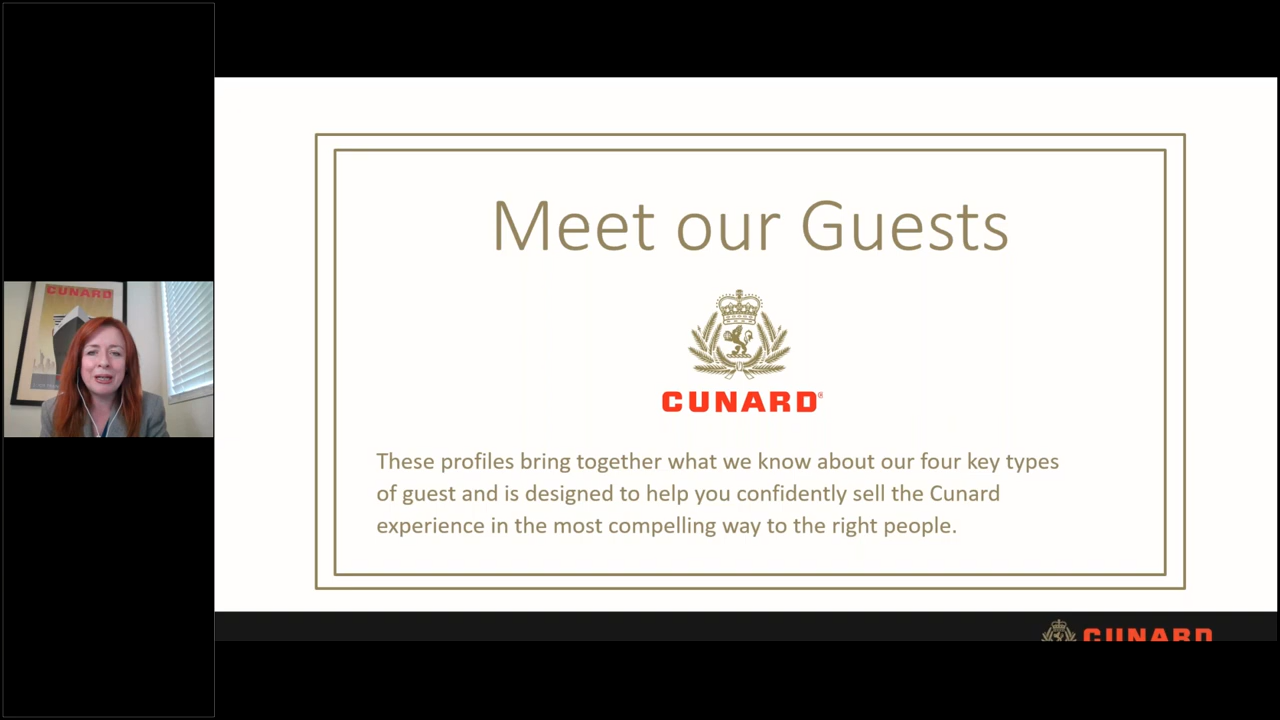 CUNARD
Meet our Guests
CUNARD®
These profiles bring together what we know about our four key types
of guest and is designed to help you confidently sell the Cunard
experience in the most compelling way to the right people.
CUNARD